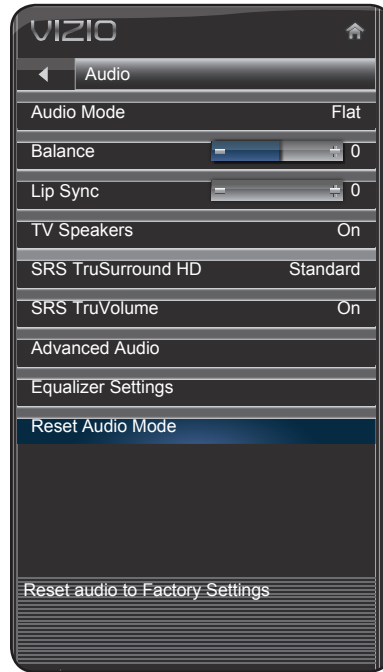 VIZIO
Audio
Audio Mode Flat
Balance 0
Lip Sync 0
TV Speakers On
SRS TruSurround HD Standard
SRS TruVolume On
Advanced Audio
Equalizer Settings
Reset Audio Mode
Reset audio to Factory Settings